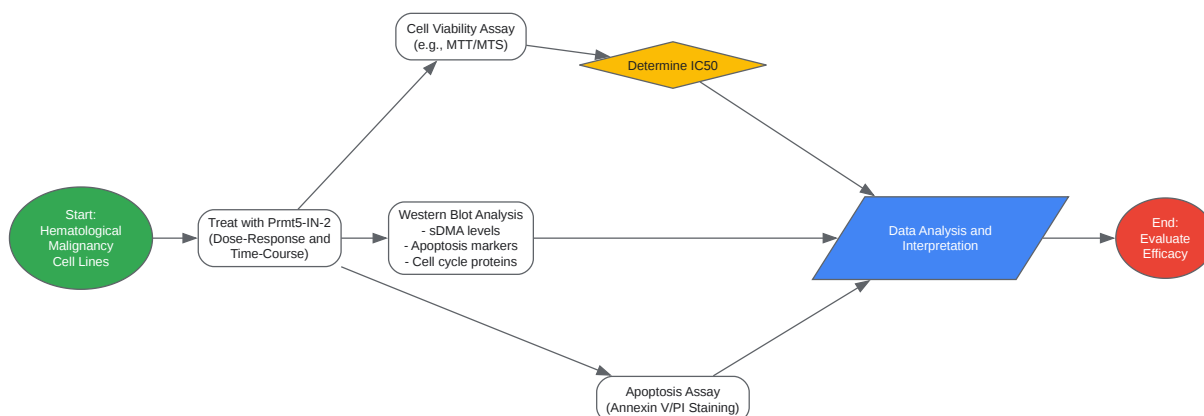 Cell Viability Assay
(e.g., MTT/MTS)
Determine IC50
Start:
Hematological
Malignancy
Cell Lines
Treat with Prmt5-IN-2
(Dose-Response and
Time-Course)
Western Blot Analysis
- sDMA levels
- Apoptosis markers
- Cell cycle proteins
Data Analysis and
Interpretation
End:
Evaluate
Efficacy
Apoptosis Assay
(Annexin V/PI Staining)